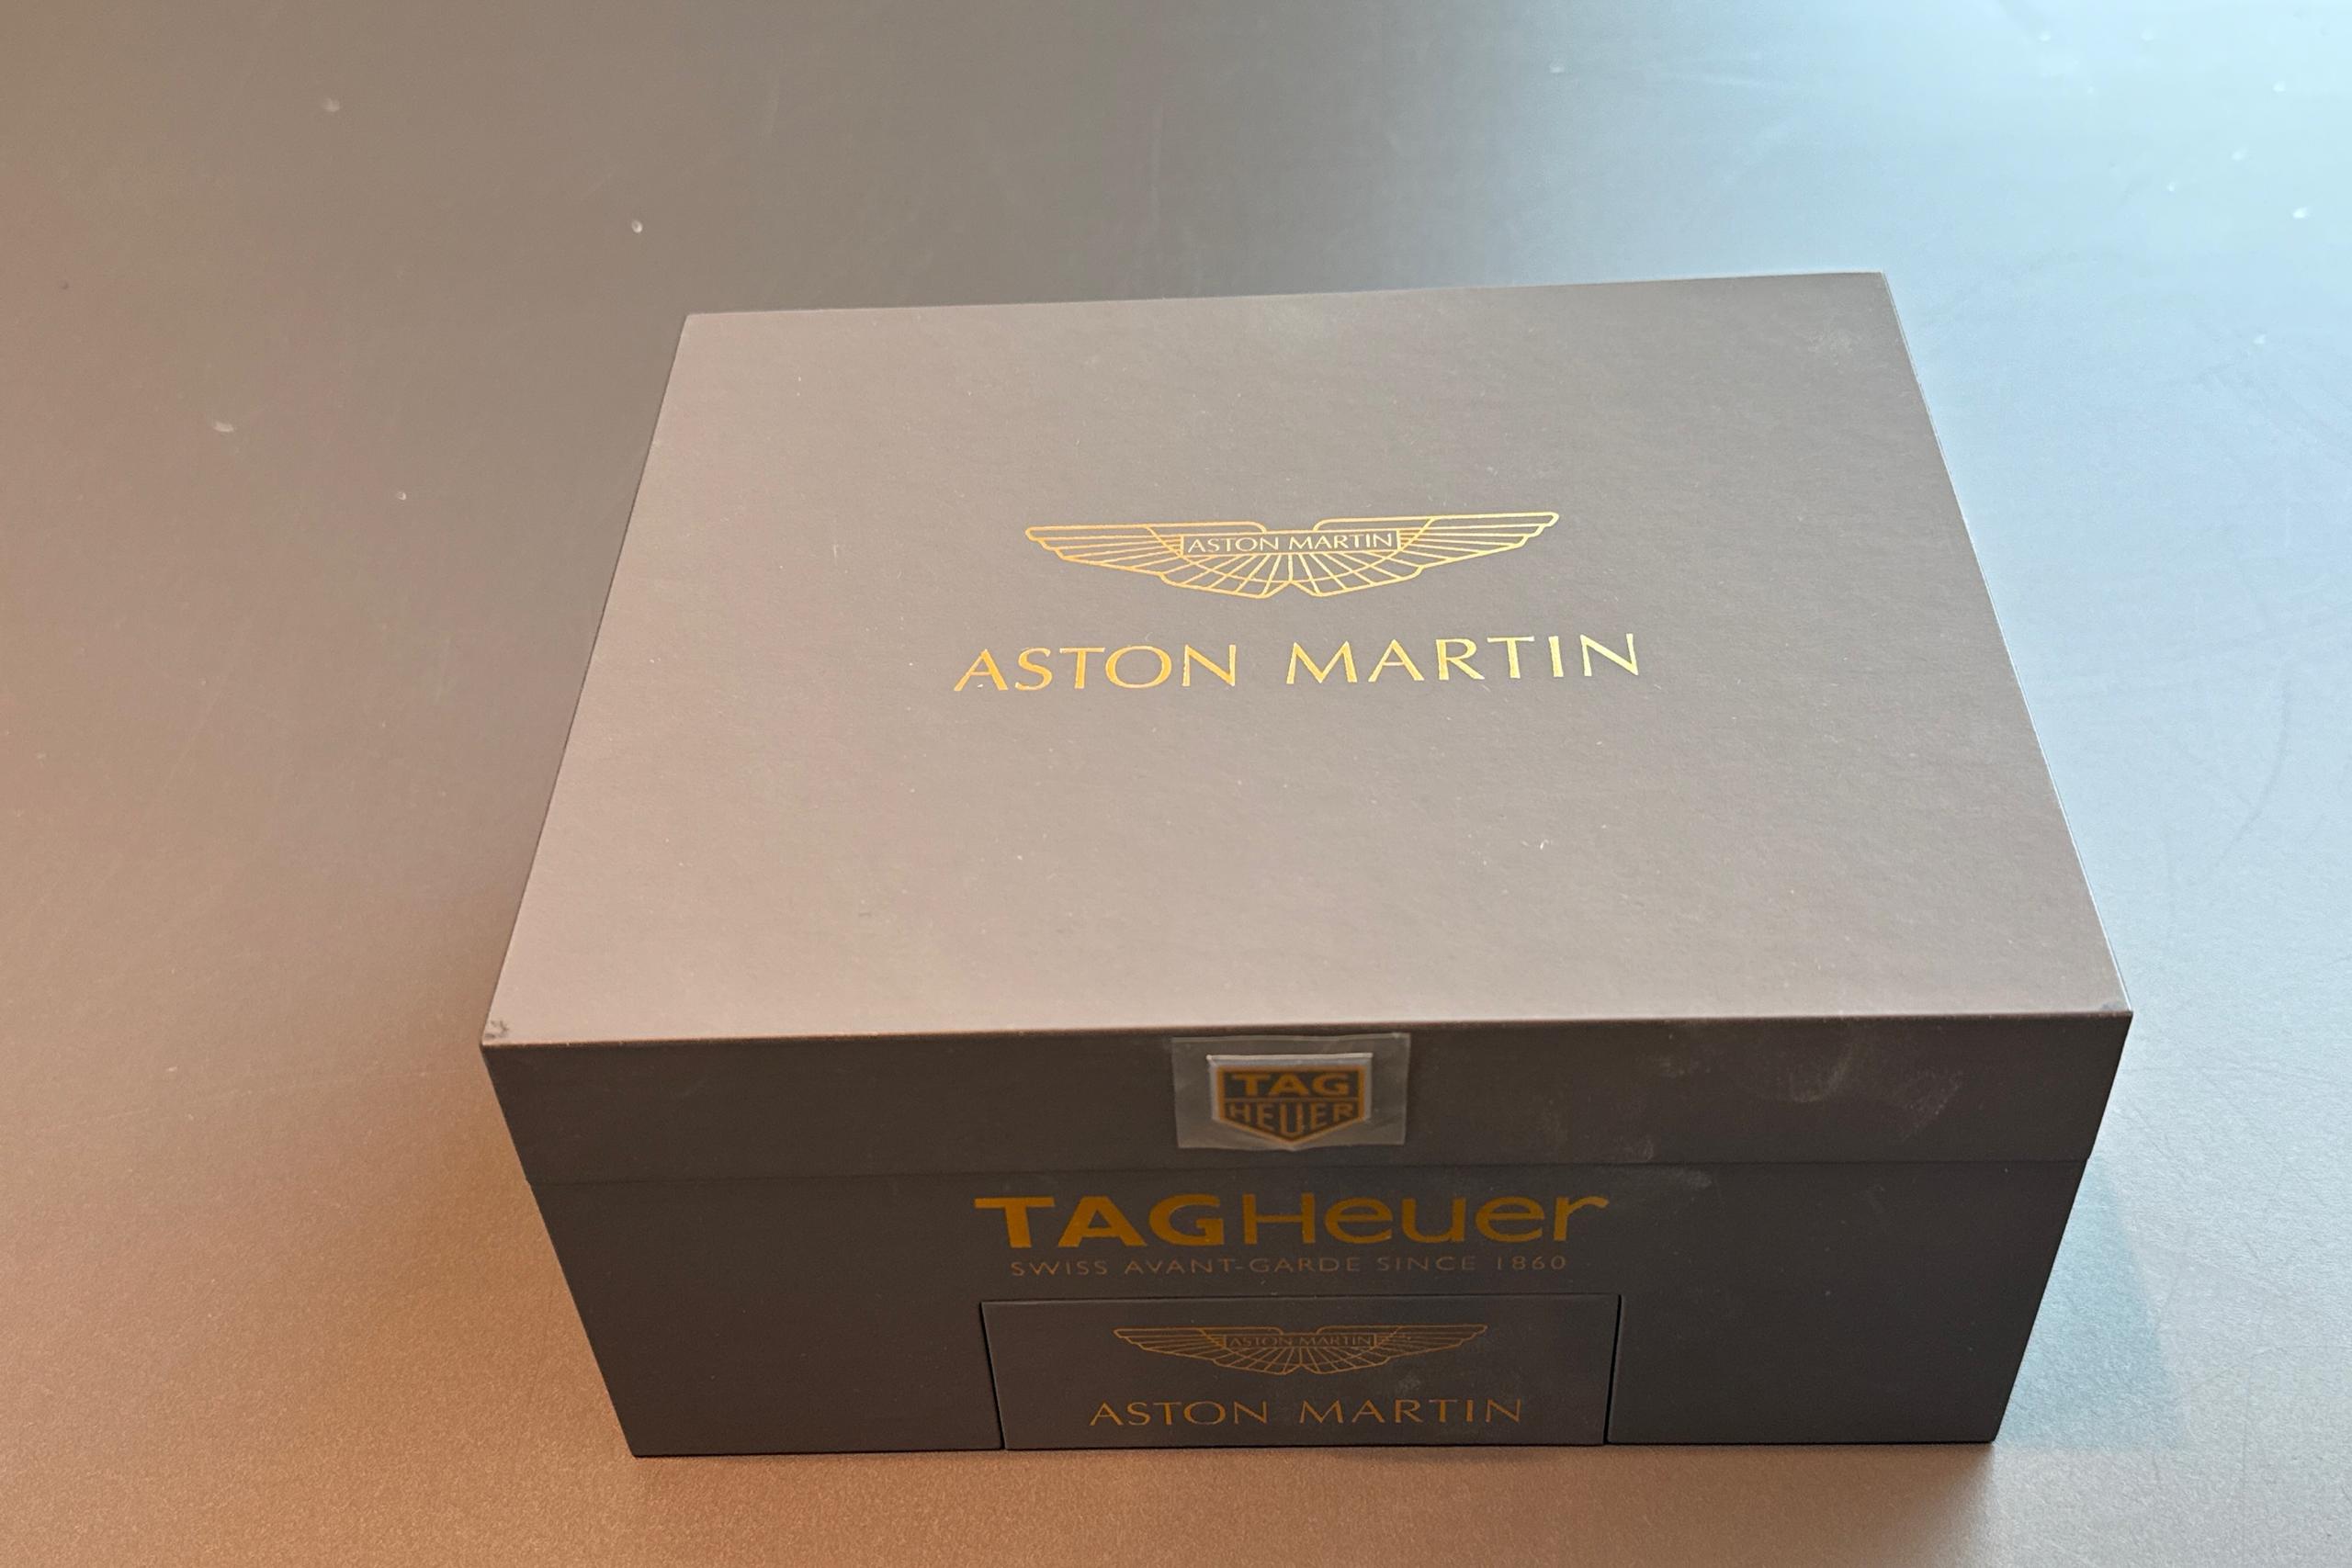 ASTON MARTIN
ASTON MARTIN
TAG
HEUER
TAGHeuer
SWISS AVANT-GARDE SINCE 1860
ASTON MARTIN
ASTON MARTIN